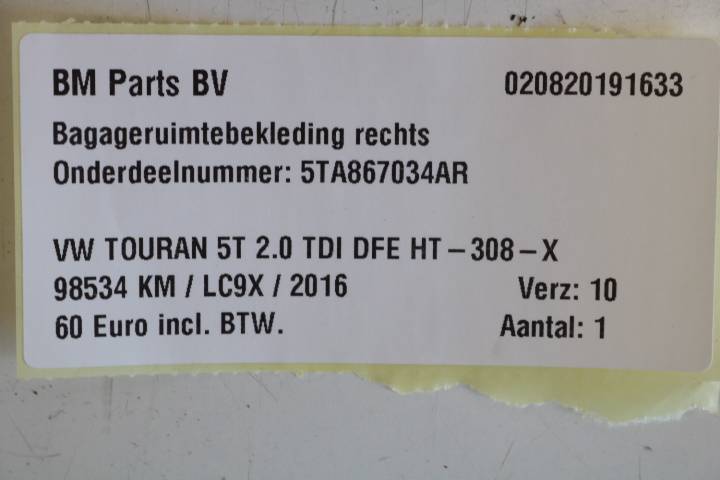 BM Parts BV 020820191633
Bagageruimtebekleding rechts
Onderdeelnummer: 5TA867034AR
VW TOURAN 5T 2.0 TDI DFE HT-308-X
98534 KM / LC9X / 2016 Verz: 10
60 Euro incl. BTW. Aantal: 1